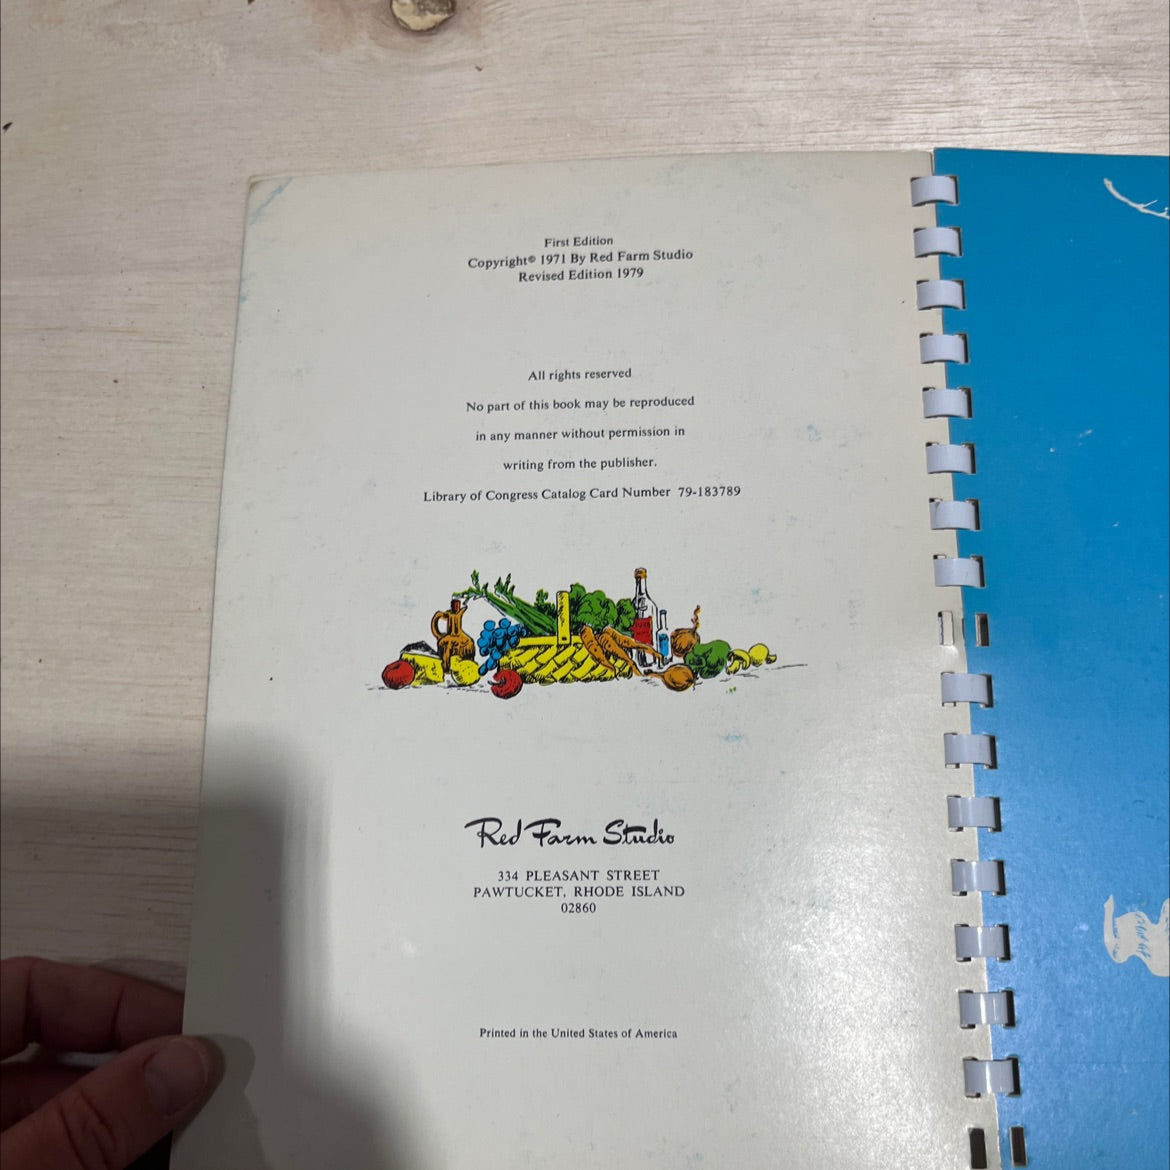 First Edition
Copyright© 1971 By Red Farm Studio
Revised Edition 1979
All rights reserved
No part of this book may be reproduced
in any manner without permission in
writing from the publisher.
Library of Congress Catalog Card Number 79-183789
Red Farm Studio
334 PLEASANT STREET
PAWTUCKET, RHODE ISLAND
02860
Printed in the United States of America